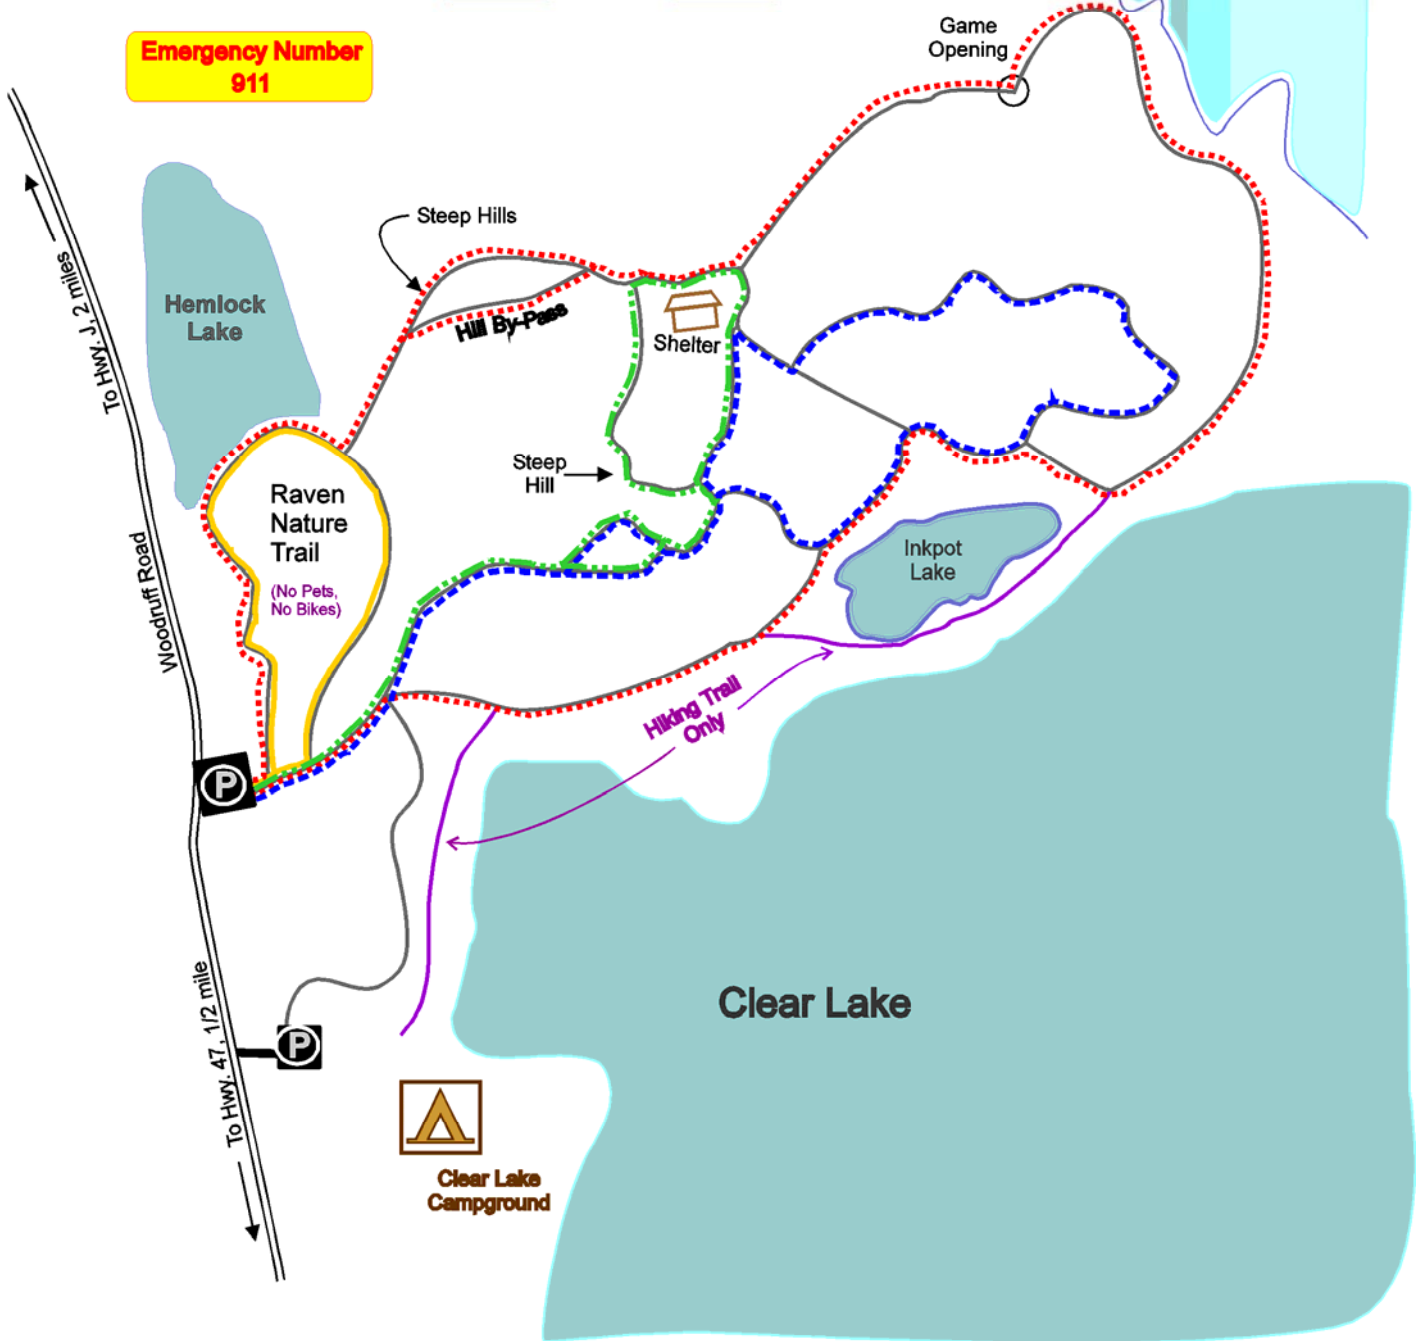 Emergency Number
911
Game
Opening
Steep Hills
To Hwy. J, 2 miles
Hemlock
Lake
Hill By-Pass
Shelter
Steep
Hill
Raven
Nature
Trail
(No Pets,
No Bikes)
Woodruff Road
Inkpot
Lake
Hiking Trail
Only
P
Clear Lake
To Hwy. 47, 1/2 mile
P
Clear Lake
Campground